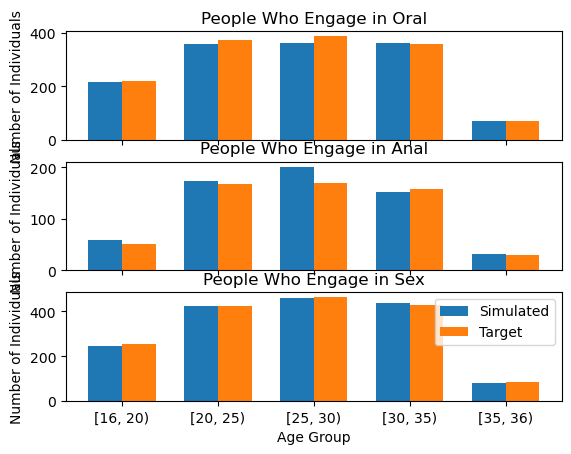 People Who Engage in Oral
Number of Individuals
400
200
0
People Who Engage in Anal
Number of Individuals
200
100
0
People Who Engage in Sex
Number of Individuals
400
200
0
Simulated
Target
[16, 20) [20, 25) [25, 30) [30, 35) [35, 36)
Age Group